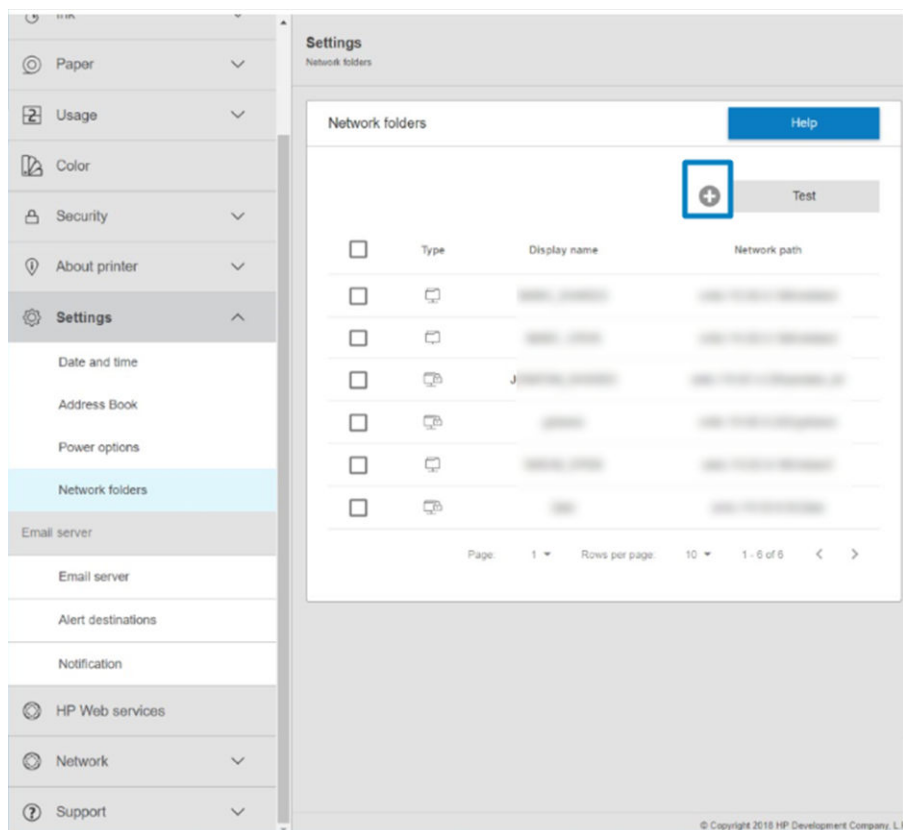 Paper
Usage
Color
Security
About printer
Settings
Date and time
Address Book
Power options
Network folders
Email server
Email server
Alert destinations
Notification
HP Web services
Network
Support
Settings
Network folders
Network folders
Help
Test
Type Display name Network path
Page: 1 Rows per page: 10 1 - 6 of 6
© Copyright 2018 HP Development Company, L.